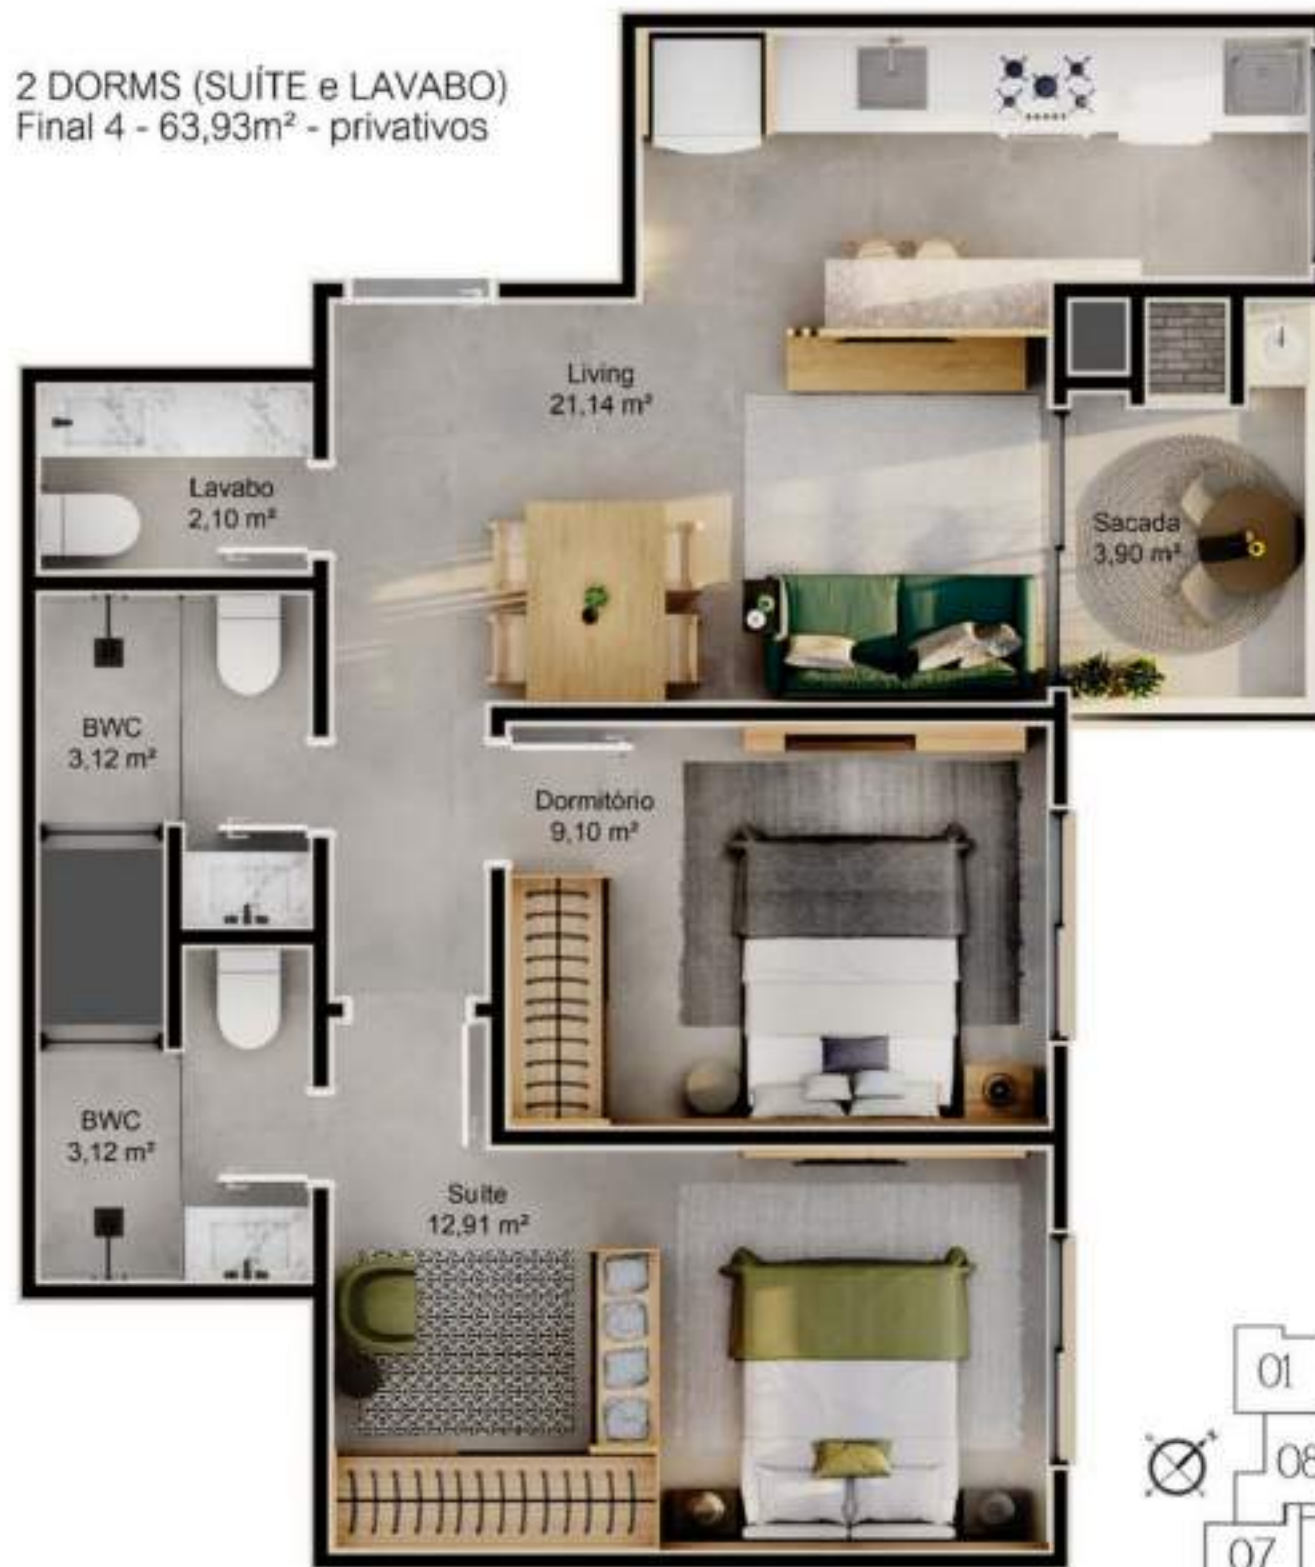 2 DORMS (SUÍTE e LAVABO)
Final 4 - 63,93m² - privativos
Living
21,14 m²
Lavabo
2,10 m²
Sacada
3,90 m²
BWC
3,12 m²
Dormitório
9,10 m²
BWC
3,12 m²
Suíte
12,91 m²
01
08
07